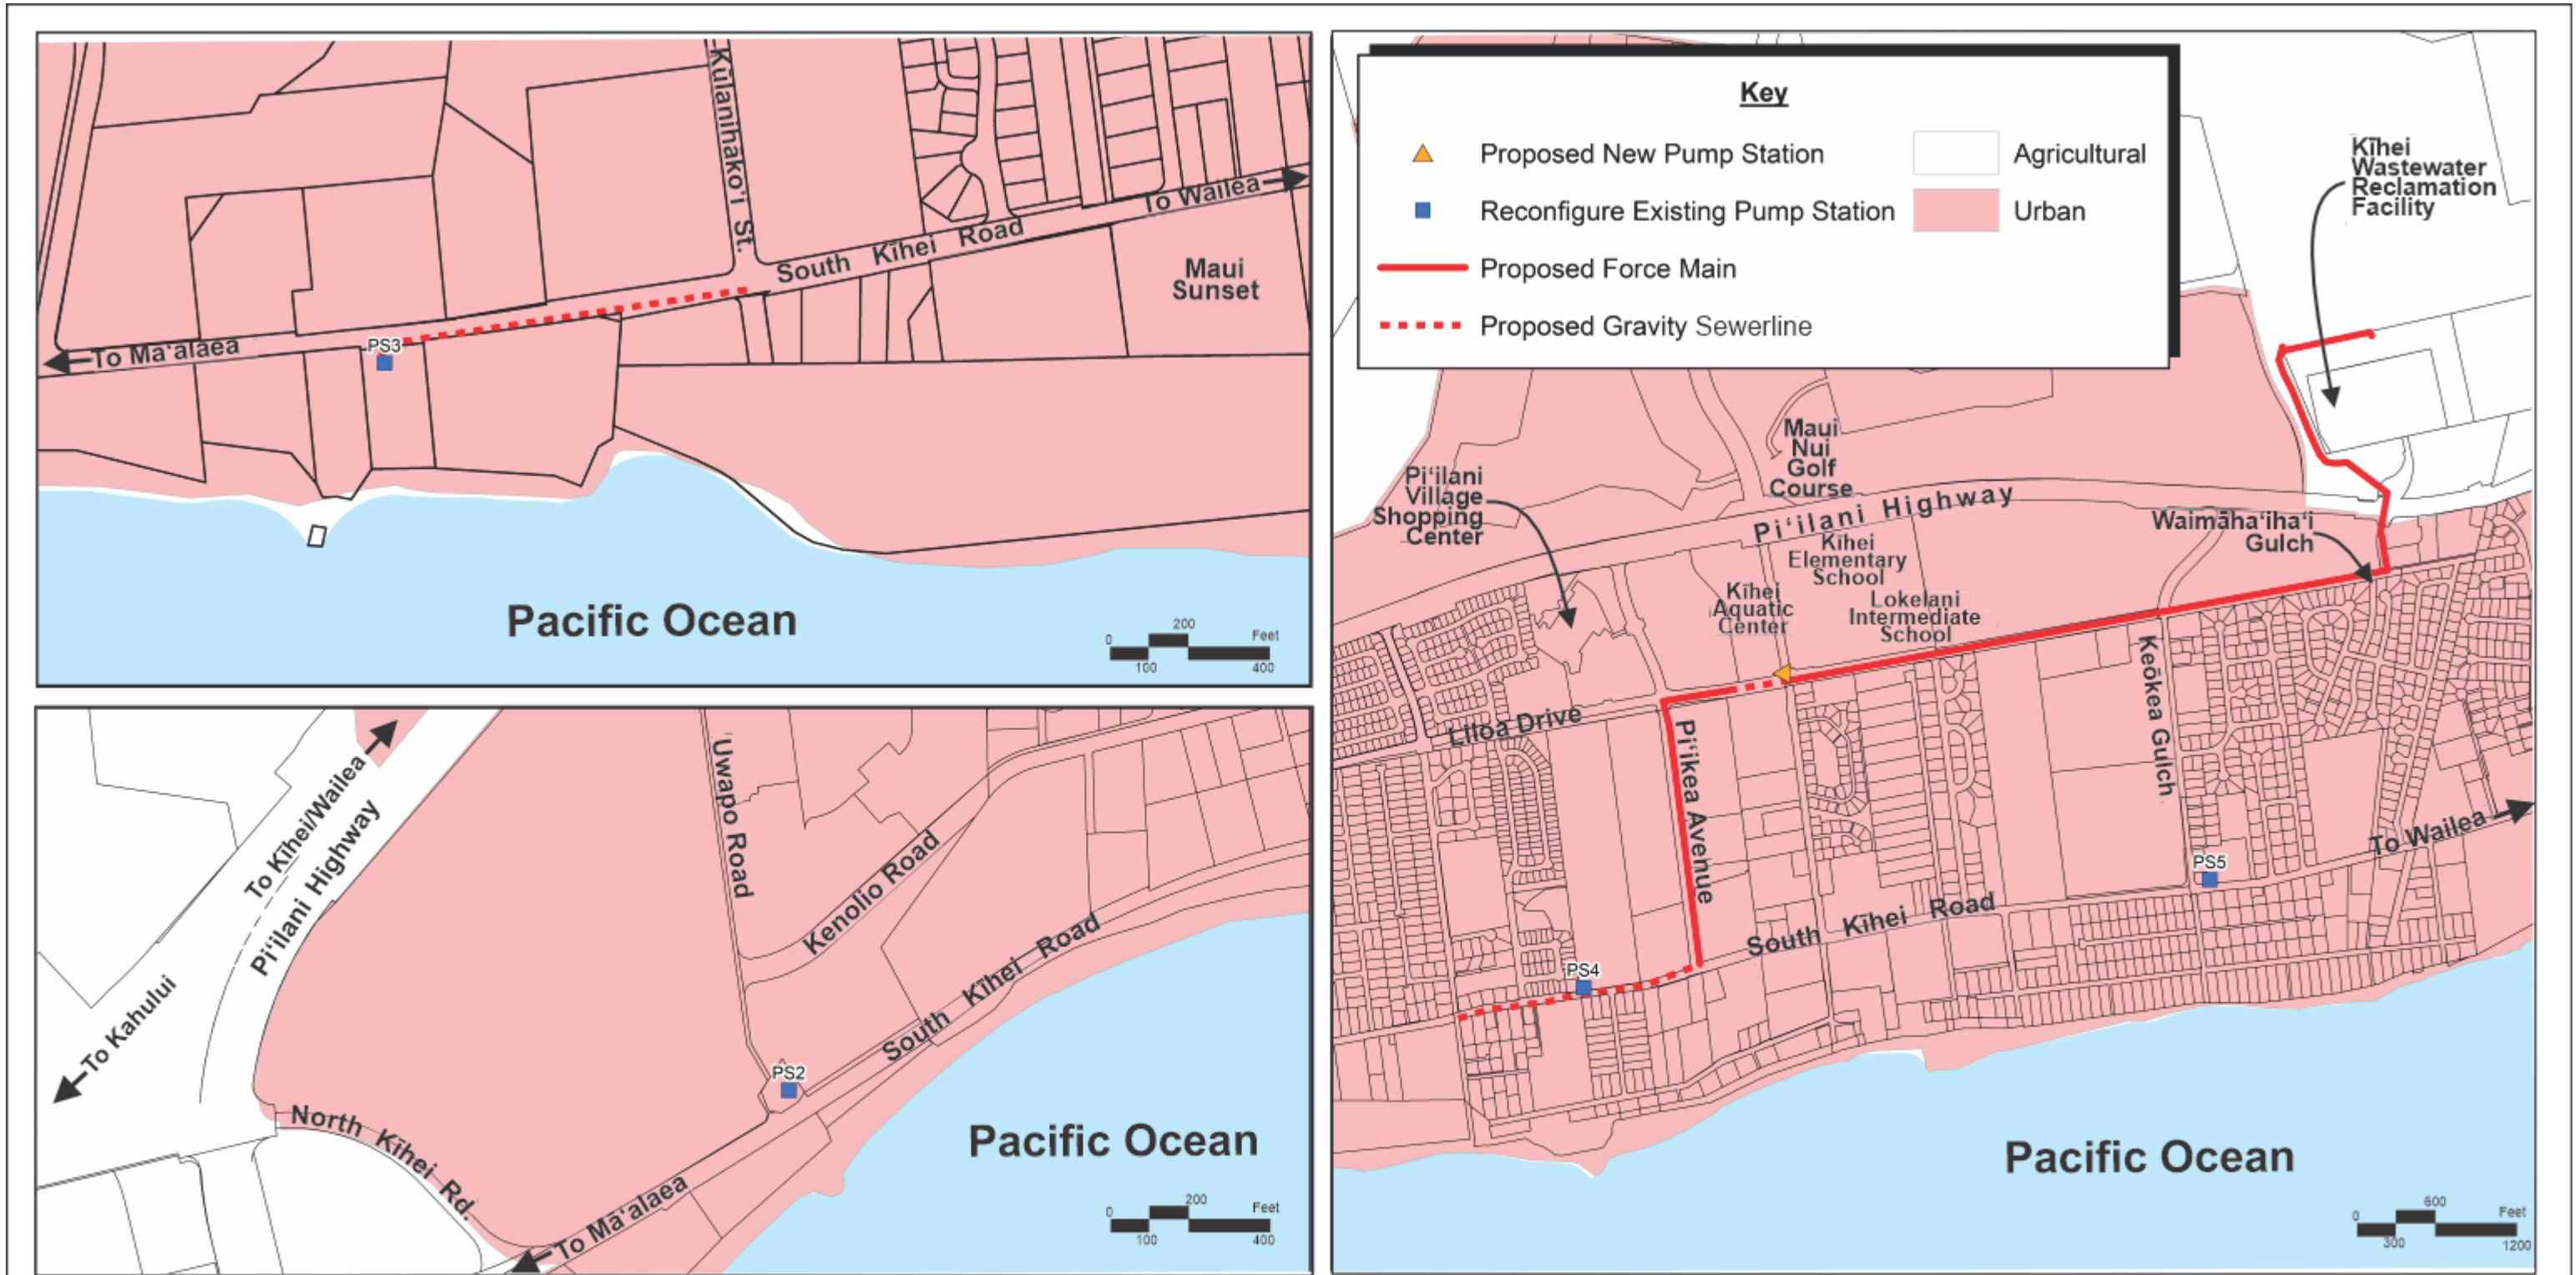 Kūlanihako‘i St.
To Wailea
South Kīhei Road
Maui
Sunset
To Ma‘alaea
PS3
Pacific Ocean
0 200 Feet
100 400
To Kīhei/Wailea
Pi‘ilani Highway
To Kahului
North Kīhei Rd.
‘Uwapo Road
Kenolio Road
South Kīhei Road
PS2
To Ma‘alaea
Pacific Ocean
0 200 Feet
100 400
Key
Proposed New Pump Station
Agricultural
Reconfigure Existing Pump Station
Urban
Proposed Force Main
Proposed Gravity Sewerline
Kīhei
Wastewater
Reclamation
Facility
Maui
Nui
Golf
Course
Pi‘ilani
Village
Shopping
Center
Pi‘ilani Highway
Waimāha‘iha‘i
Gulch
Kīhei
Elementary
School
Kīhei
Aquatic
Center
Lokelani
Intermediate
School
Keōkea Gulch
Līloa Drive
Pi‘ikea Avenue
To Wailea
PS5
South Kīhei Road
PS4
Pacific Ocean
0 600 Feet
300 1200